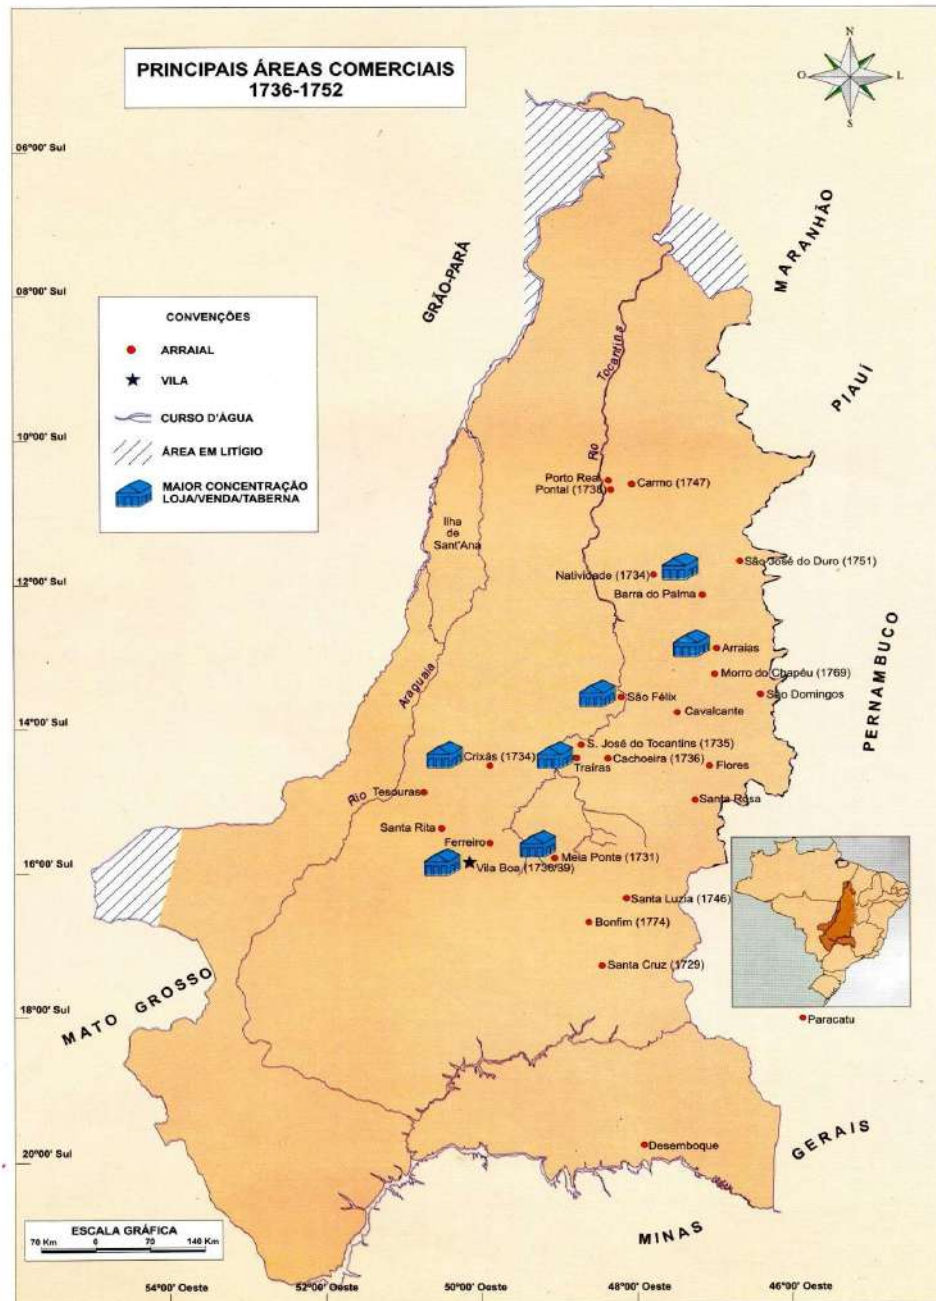 PRINCIPAIS ÁREAS COMERCIAIS
1736-1752
N
O
L
S
06°00' Sul
08°00' Sul
10°00' Sul
12°00' Sul
14°00' Sul
16°00' Sul
18°00' Sul
20°00' Sul
GRÃO-PARÁ
MARANHÃO
PIAUÍ
PERNAMBUCO
CONVENÇÕES
ARRAIAL
VILA
CURSO D'ÁGUA
ÁREA EM LITÍGIO
MAIOR CONCENTRAÇÃO
LOJA/VENDA/TABERNA
Rio Tocantins
Porto Real
Pontal (1738)
Carmo (1747)
Ilha
de
Sant'Ana
São José do Duro (1751)
Natividade (1734)
Barra do Palma
Arraias
Morro do Chapéu (1769)
São Domingos
São Félix
Cavalcante
Rio Araguaia
S. José do Tocantins (1735)
Crixás (1734)
Traíras
Cachoeira (1736)
Flores
Tesouras
Santa Rosa
Santa Rita
Ferreiro
Meia Ponte (1731)
Vila Boa (1736/39)
Santa Luzia (1746)
Bonfim (1774)
Santa Cruz (1729)
MATO GROSSO
Paracatu
Desemboque
MINAS GERAIS
ESCALA GRÁFICA
70 Km 0 70 140 Km
54°00' Oeste
52°00' Oeste
50°00' Oeste
48°00' Oeste
46°00' Oeste